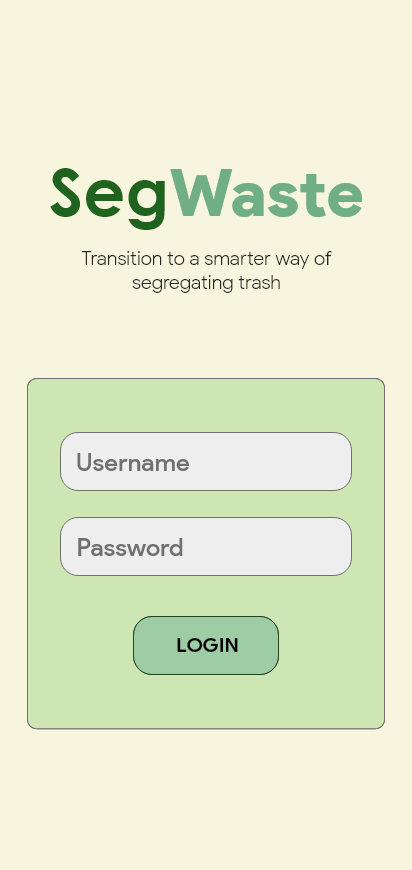 SegWaste
Transition to a smarter way of
segregating trash
Username
Password
LOGIN